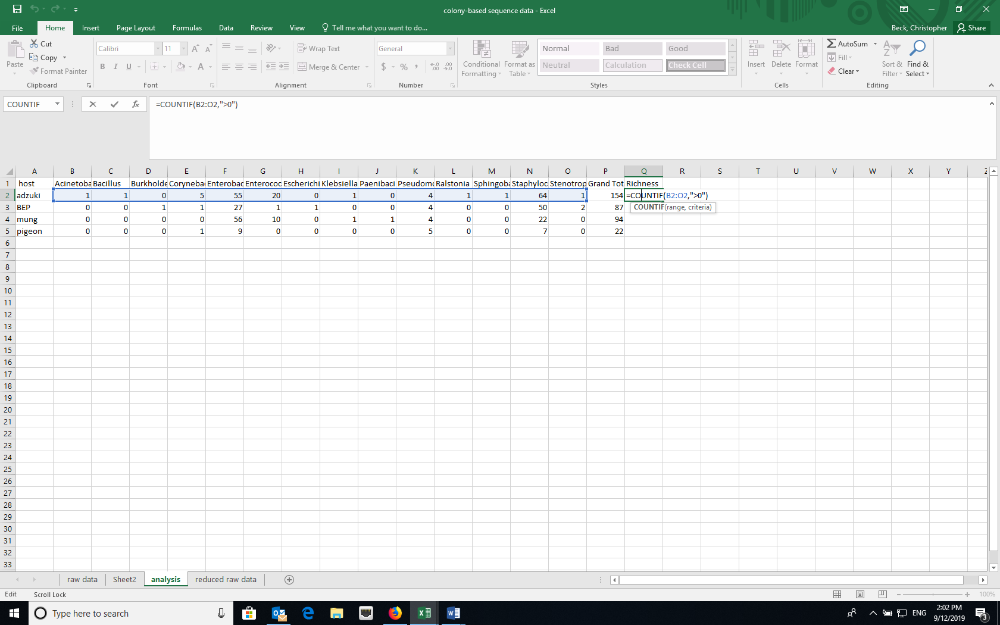 colony-based sequence data - Excel
File Home Insert Page Layout Formulas Data Review View Tell me what you want to do... Beck, Christopher Share
Cut
Copy
Format Painter
Paste
Clipboard
Calibri 11
B I U A
Font
Wrap Text
Merge & Center
Alignment
General
$ % ,
Number
Conditional Formatting
Format as Table
Normal Bad Good
Neutral Calculation Check Cell
Styles
Insert Delete Format
Cells
AutoSum
Fill
Clear
Sort & Filter
Find & Select
Editing
COUNTIF fx =COUNTIF(B2:O2,">0")
A B C D E F G H I J K L M N O P Q R S T U V W X Y Z
1 host Acinetoba Bacillus Burkholde Corynebac Enterobac Enterococ Escherichi Klebsiella Paenibaci Pseudomo Ralstonia Sphingoba Staphyloc Stenotrop Grand Tot Richness
2 adzuki 1 1 0 5 55 20 0 1 0 4 1 1 64 1 154 =COUNTIF(B2:O2,">0")
COUNTIF(range, criteria)
3 BEP 0 0 1 1 27 1 1 0 0 4 0 0 50 2 87
4 mung 0 0 0 0 56 10 0 1 1 4 0 0 22 0 94
5 pigeon 0 0 0 1 9 0 0 0 0 5 0 0 7 0 22
6
7
8
9
10
11
12
13
14
15
16
17
18
19
20
21
22
23
24
25
26
27
28
29
30
31
32
33
raw data Sheet2 analysis reduced raw data
Edit Scroll Lock 100%
Type here to search
ENG
2:02 PM
9/12/2019
3